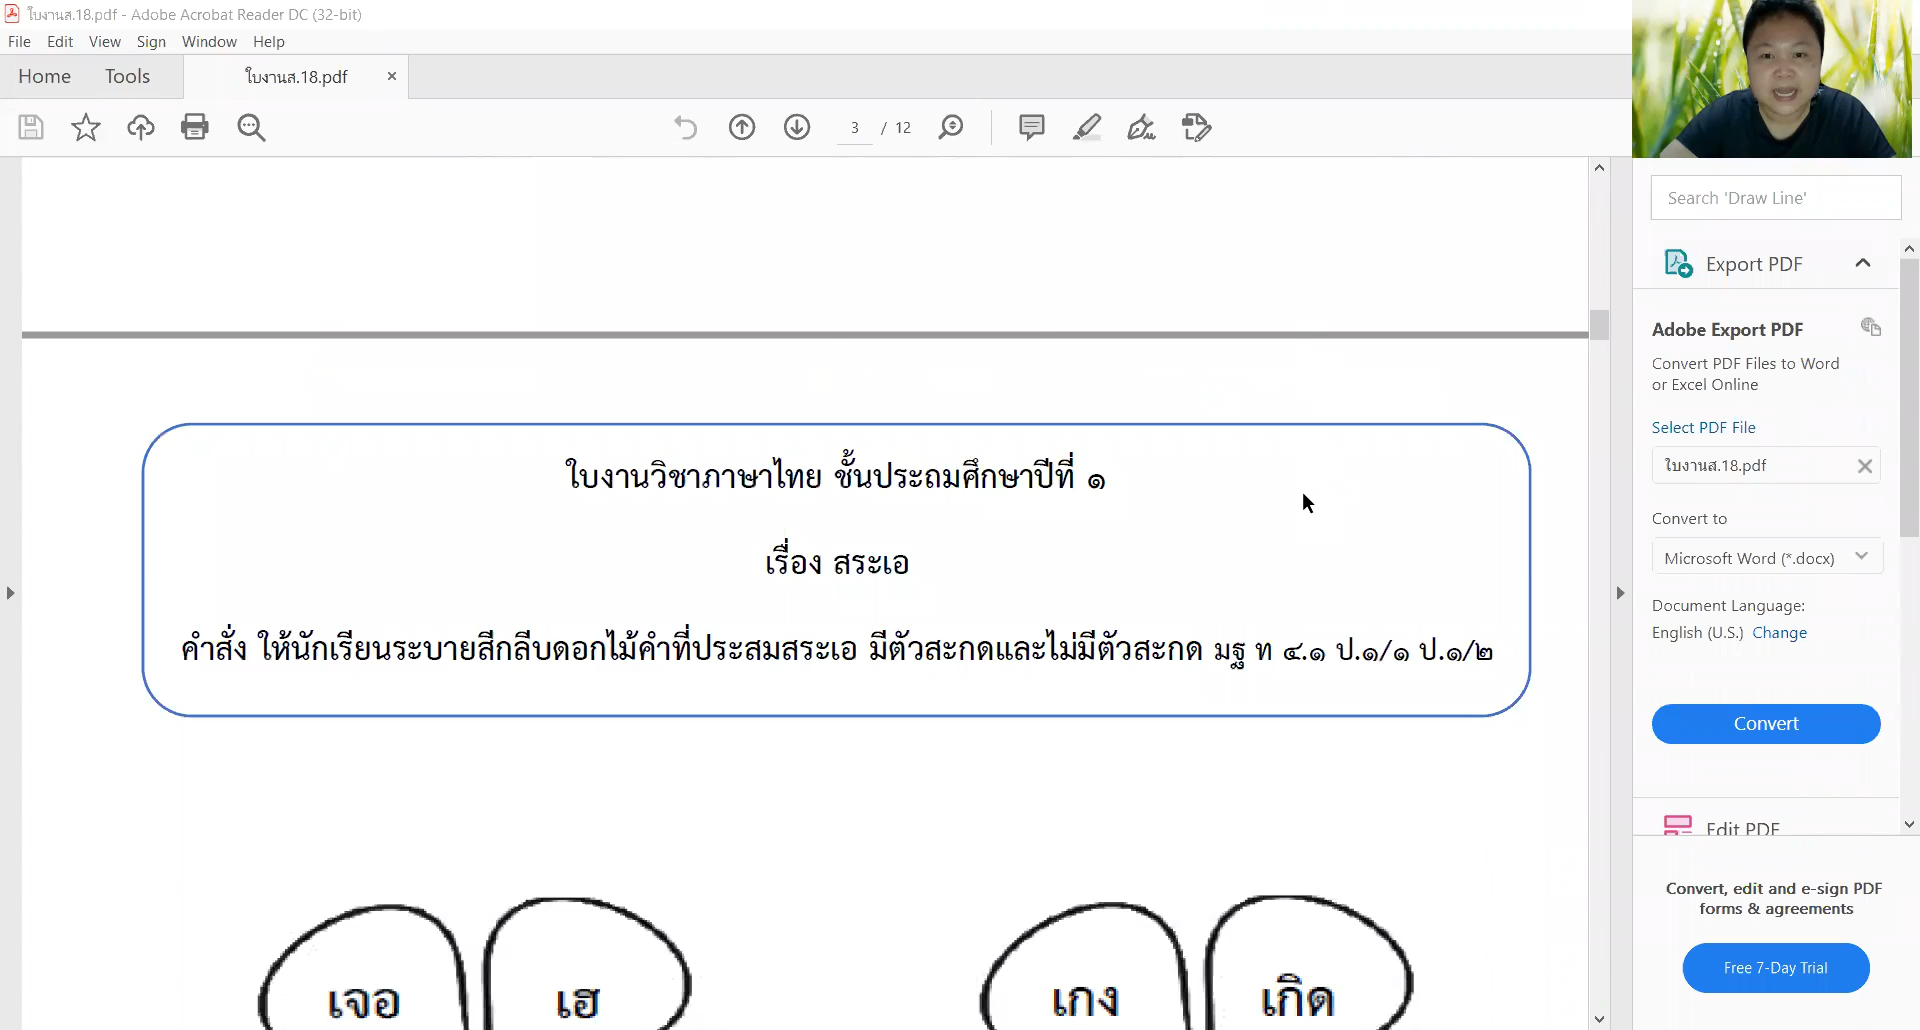 ใบงานส.18.pdf - Adobe Acrobat Reader DC (32-bit)
File Edit View Sign Window Help
Home Tools ใบงานส.18.pdf
3 / 12
Search 'Draw Line'
Export PDF
Adobe Export PDF
Convert PDF Files to Word
or Excel Online
Select PDF File
ใบงานส.18.pdf
Convert to
Microsoft Word (*.docx)
Document Language:
English (U.S.) Change
Convert
Edit PDF
Convert, edit and e-sign PDF
forms & agreements
Free 7-Day Trial
ใบงานวิชาภาษาไทย ชั้นประถมศึกษาปีที่ ๑
เรื่อง สระเอ
คำสั่ง ให้นักเรียนระบายสีกลีบดอกไม้คำที่ประสมสระเอ มีตัวสะกดและไม่มีตัวสะกด มฐ ท ๔.๑ ป.๑/๑ ป.๑/๒
เจอ เฮ เกง เกิด